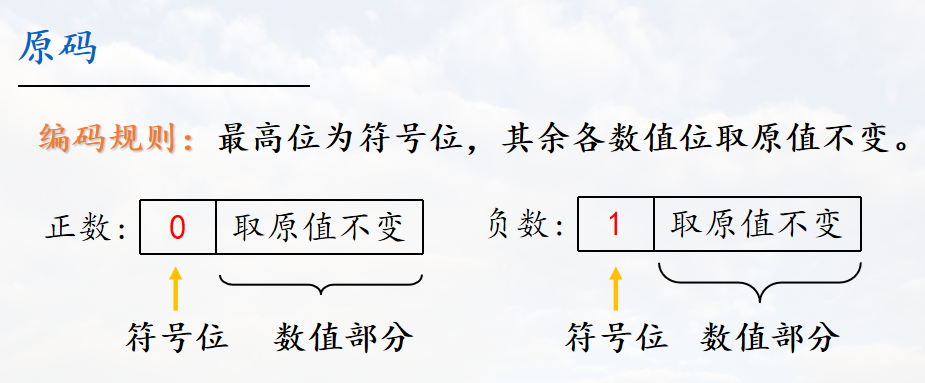 原码
编码规则：最高位为符号位，其余各数值位取原值不变。
正数： 0 取原值不变 负数： 1 取原值不变
符号位 数值部分 符号位 数值部分